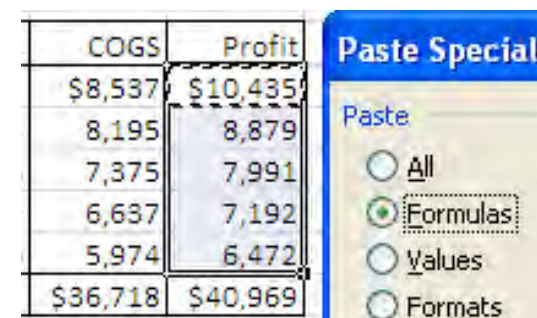 COGS Profit
$8,537 $10,435
8,195 8,879
7,375 7,991
6,637 7,192
5,974 6,472
$36,718 $40,969
Paste Special
Paste
All
Formulas
Values
Formats